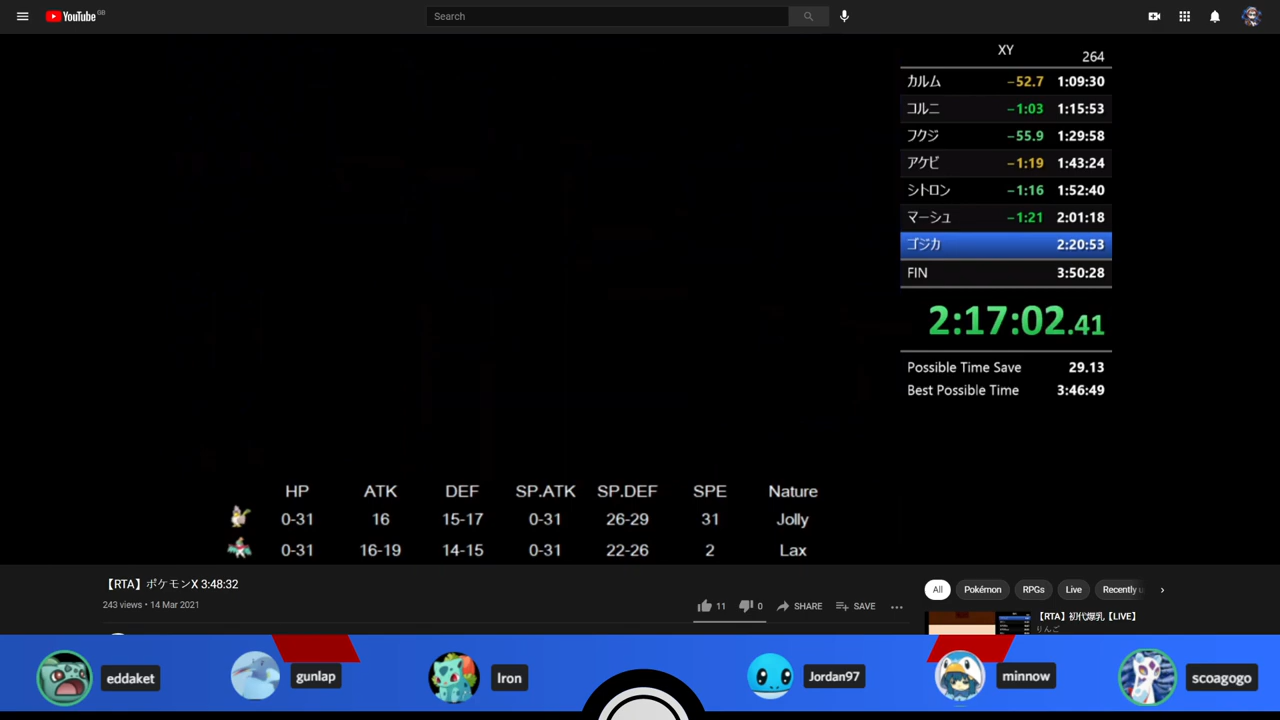 YouTube GB
Search
XY
264
カルム -52.7 1:09:30
コルニ -1:03 1:15:53
フクジ -55.9 1:29:58
アケビ -1:19 1:43:24
シトロン -1:16 1:52:40
マーシュ -1:21 2:01:18
ゴジカ 2:20:53
FIN 3:50:28
2:17:02.41
Possible Time Save 29.13
Best Possible Time 3:46:49
HP ATK DEF SP.ATK SP.DEF SPE Nature
0-31 16 15-17 0-31 26-29 31 Jolly
0-31 16-19 14-15 0-31 22-26 2 Lax
【RTA】ポケモンX 3:48:32
243 views • 14 Mar 2021
11 0 SHARE SAVE
All Pokémon RPGs Live Recently u
【RTA】初代爆乳【LIVE】
りんご
eddaket gunlap Iron Jordan97 minnow scoagogo